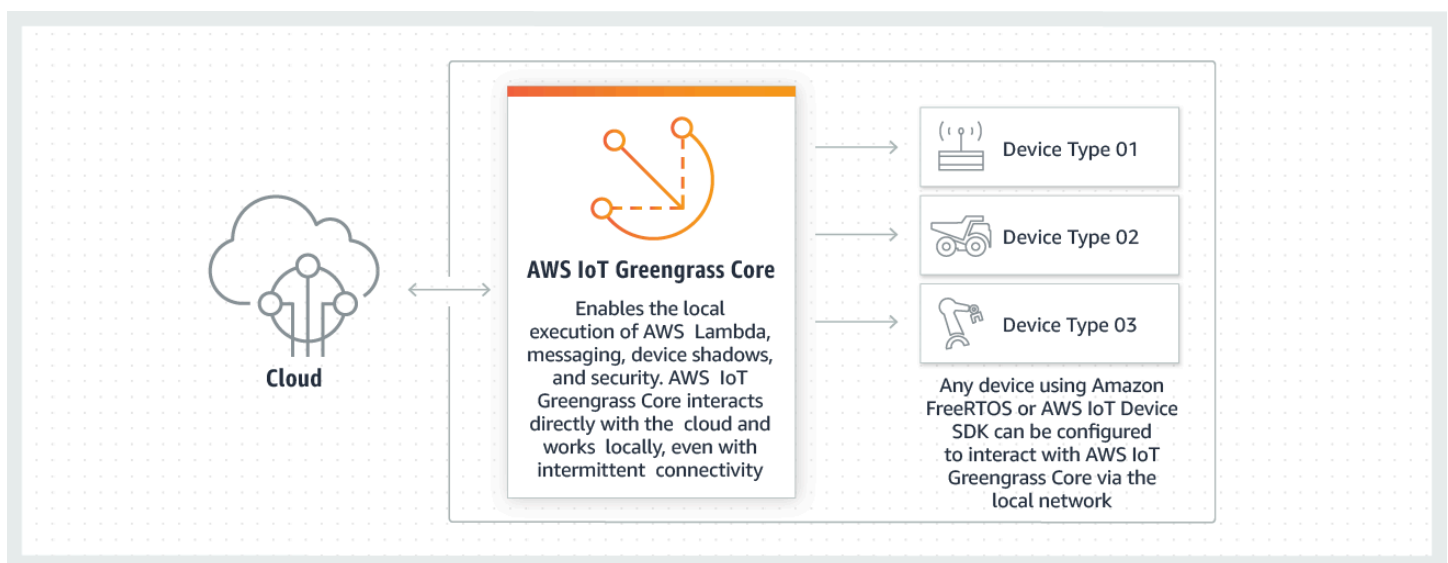 Cloud
AWS IoT Greengrass Core
Enables the local
execution of AWS Lambda,
messaging, device shadows,
and security. AWS IoT
Greengrass Core interacts
directly with the cloud and
works locally, even with
intermittent connectivity
Device Type 01
Device Type 02
Device Type 03
Any device using Amazon
FreeRTOS or AWS IoT Device
SDK can be configured
to interact with AWS IoT
Greengrass Core via the
local network